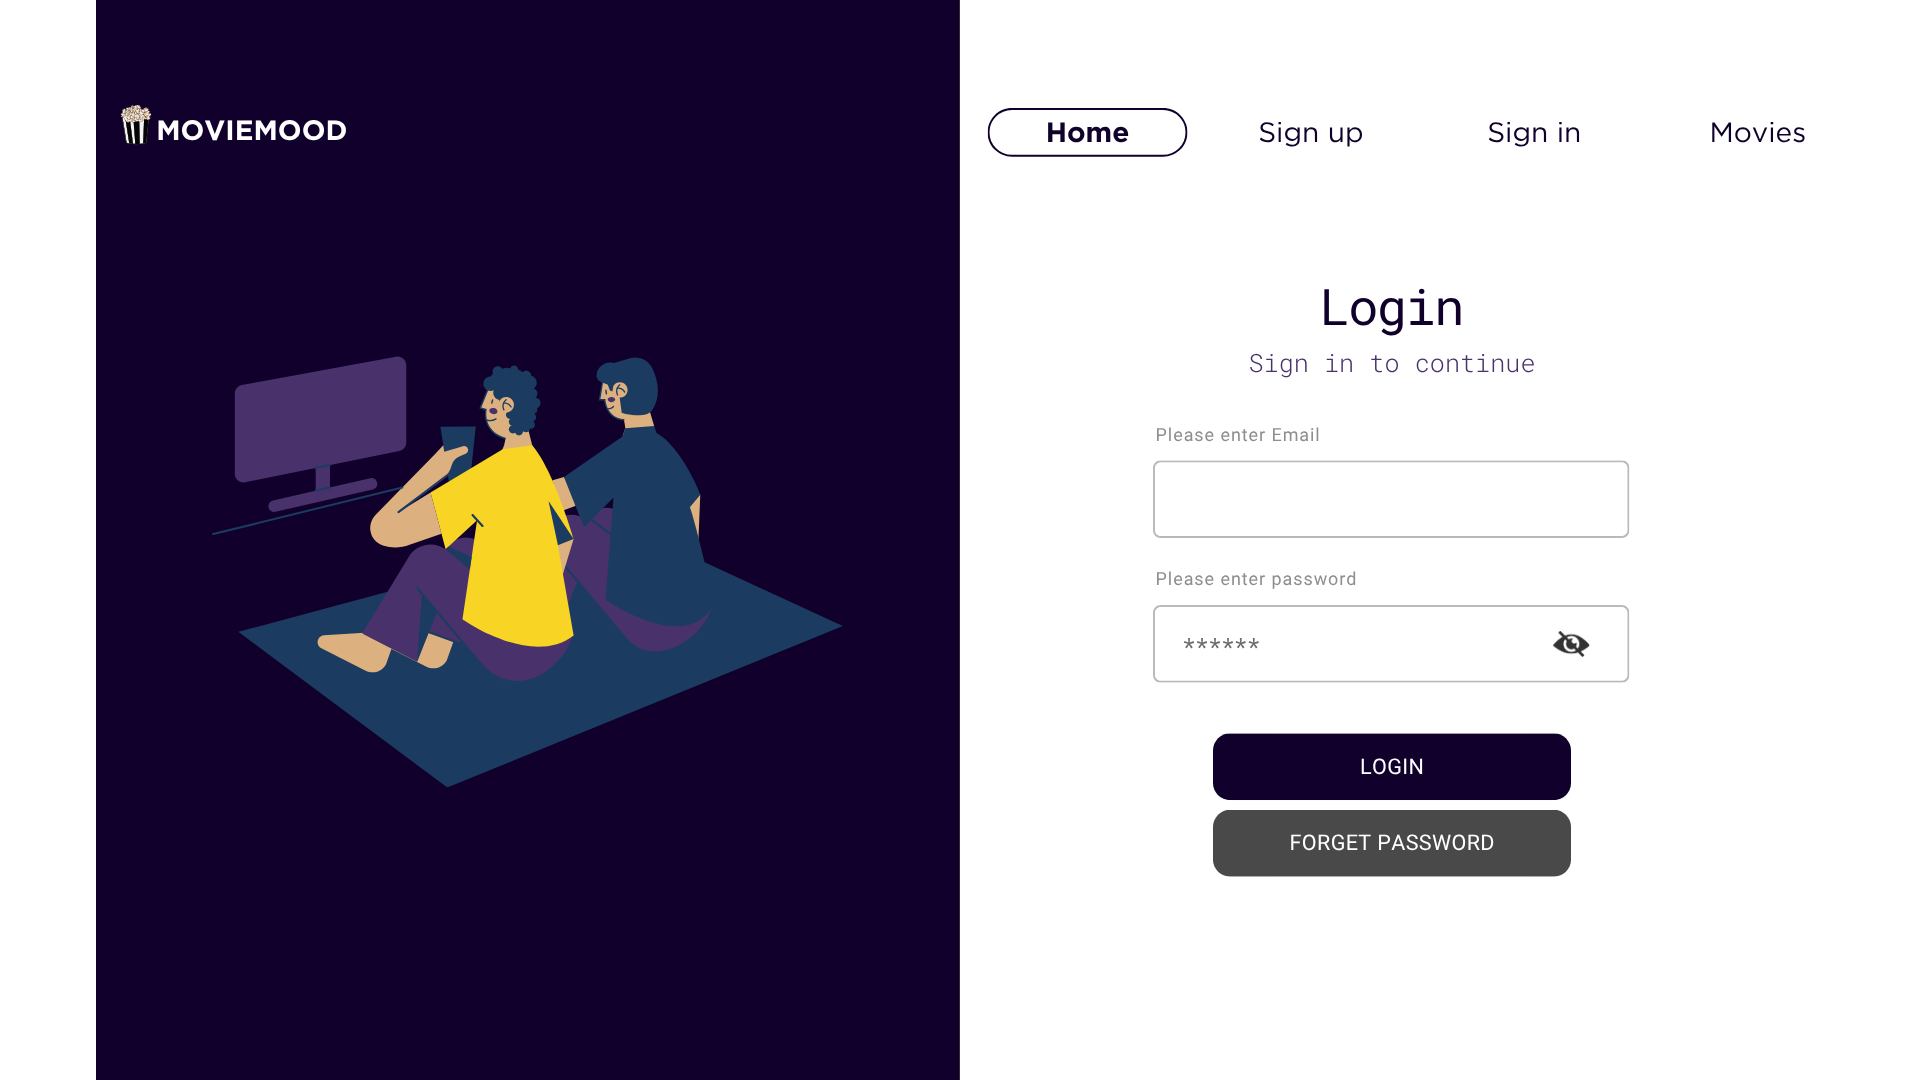 MOVIEMOOD
Home Sign up Sign in Movies
Login
Sign in to continue
Please enter Email
Please enter password
******
LOGIN
FORGET PASSWORD